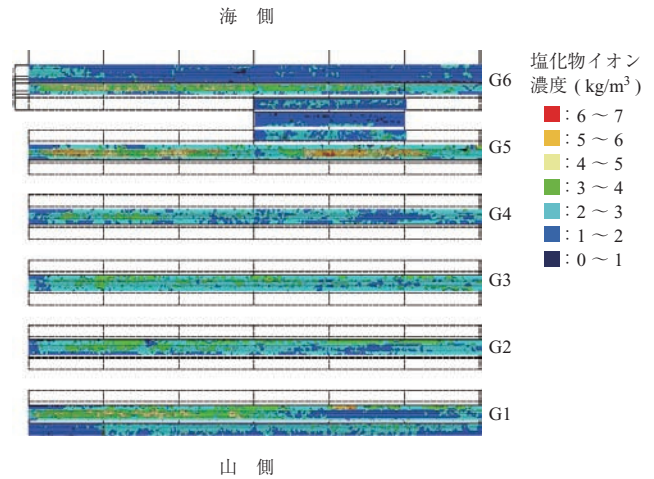 海 側
G6
G5
G4
G3
G2
G1
山 側
塩化物イオン
濃度 ( kg/m³ )
: 6 ～ 7
: 5 ～ 6
: 4 ～ 5
: 3 ～ 4
: 2 ～ 3
: 1 ～ 2
: 0 ～ 1